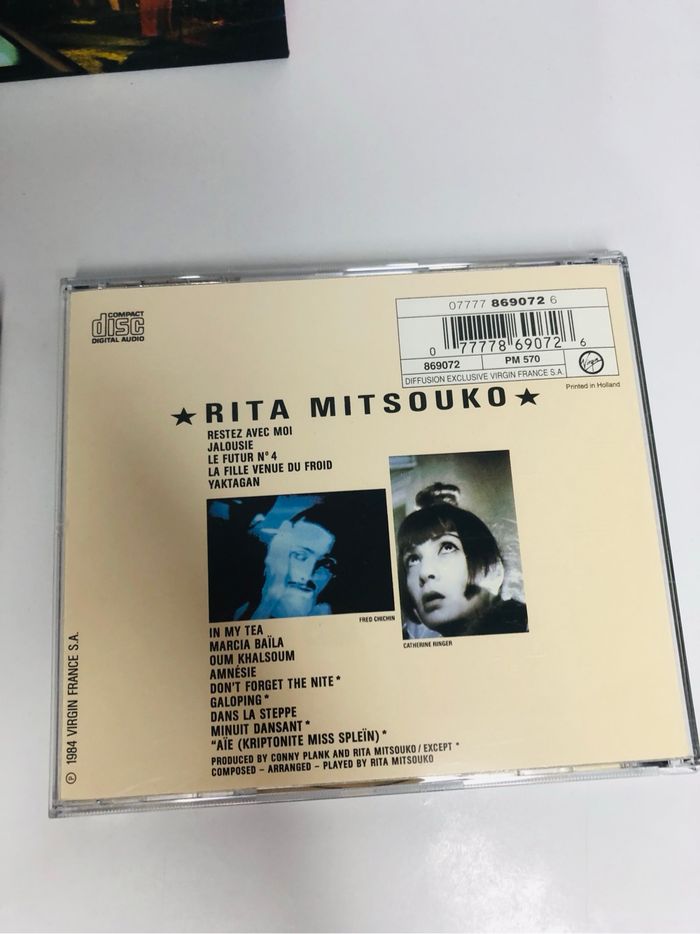 COMPACT
disc
DIGITAL AUDIO
07777 869072 6
0 77778 69072 6
869072 PM 570
Virgin
DIFFUSION EXCLUSIVE VIRGIN FRANCE S.A.
Printed in Holland
★ RITA MITSOUKO ★
RESTEZ AVEC MOI
JALOUSIE
LE FUTUR N° 4
LA FILLE VENUE DU FROID
YAKTAGAN
FRED CHICHIN
CATHERINE RINGER
IN MY TEA
MARCIA BAÏLA
OUM KHALSOUM
AMNÉSIE
DON'T FORGET THE NITE *
GALOPING *
DANS LA STEPPE
MINUIT DANSANT *
"AÏE (KRIPTONITE MISS SPLEÏN) *
PRODUCED BY CONNY PLANK AND RITA MITSOUKO / EXCEPT *
COMPOSED – ARRANGED – PLAYED BY RITA MITSOUKO
℗ 1984 VIRGIN FRANCE S.A.